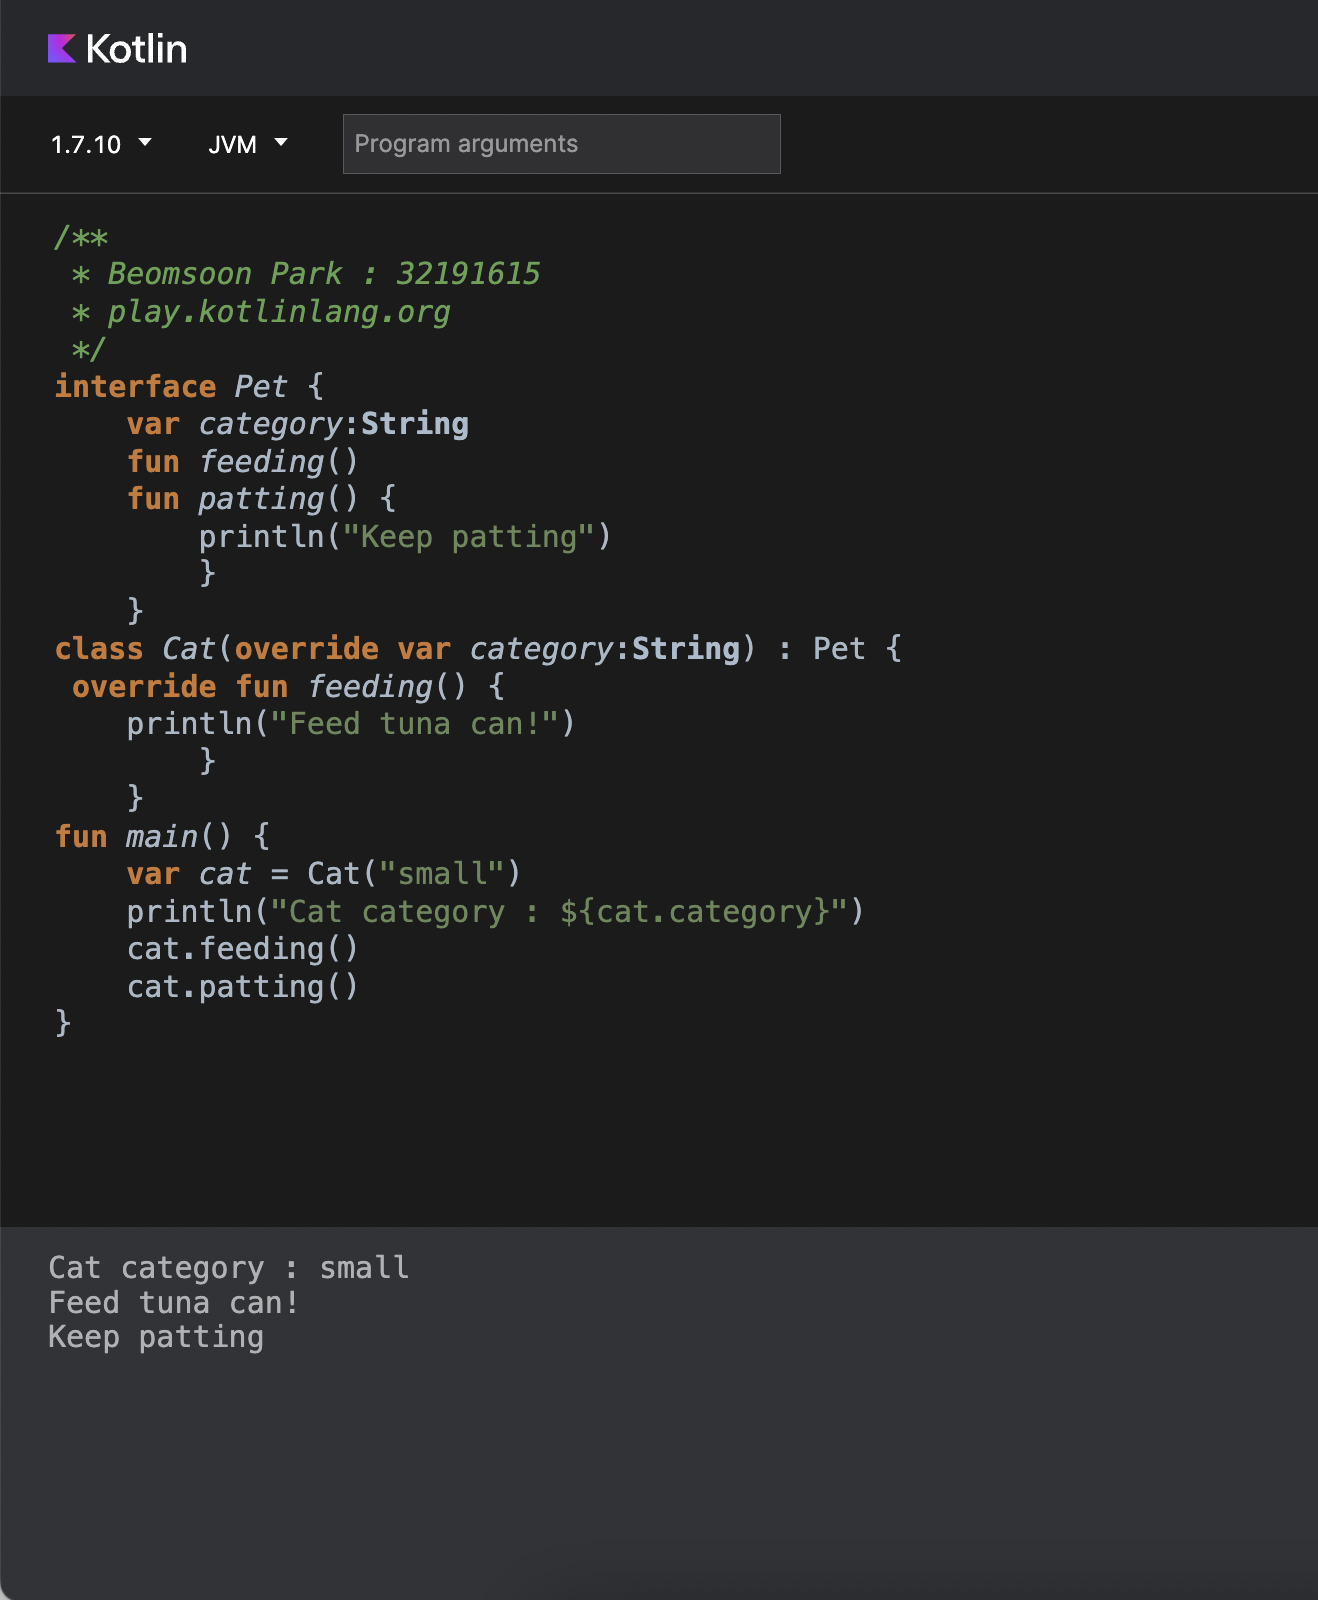 Kotlin
1.7.10 JVM Program arguments
/**
 * Beomsoon Park : 32191615
 * play.kotlinlang.org
 */
interface Pet {
    var category:String
    fun feeding()
    fun patting() {
        println("Keep patting")
        }
    }
class Cat(override var category:String) : Pet {
 override fun feeding() {
    println("Feed tuna can!")
        }
    }
fun main() {
    var cat = Cat("small")
    println("Cat category : ${cat.category}")
    cat.feeding()
    cat.patting()
}
Cat category : small
Feed tuna can!
Keep patting